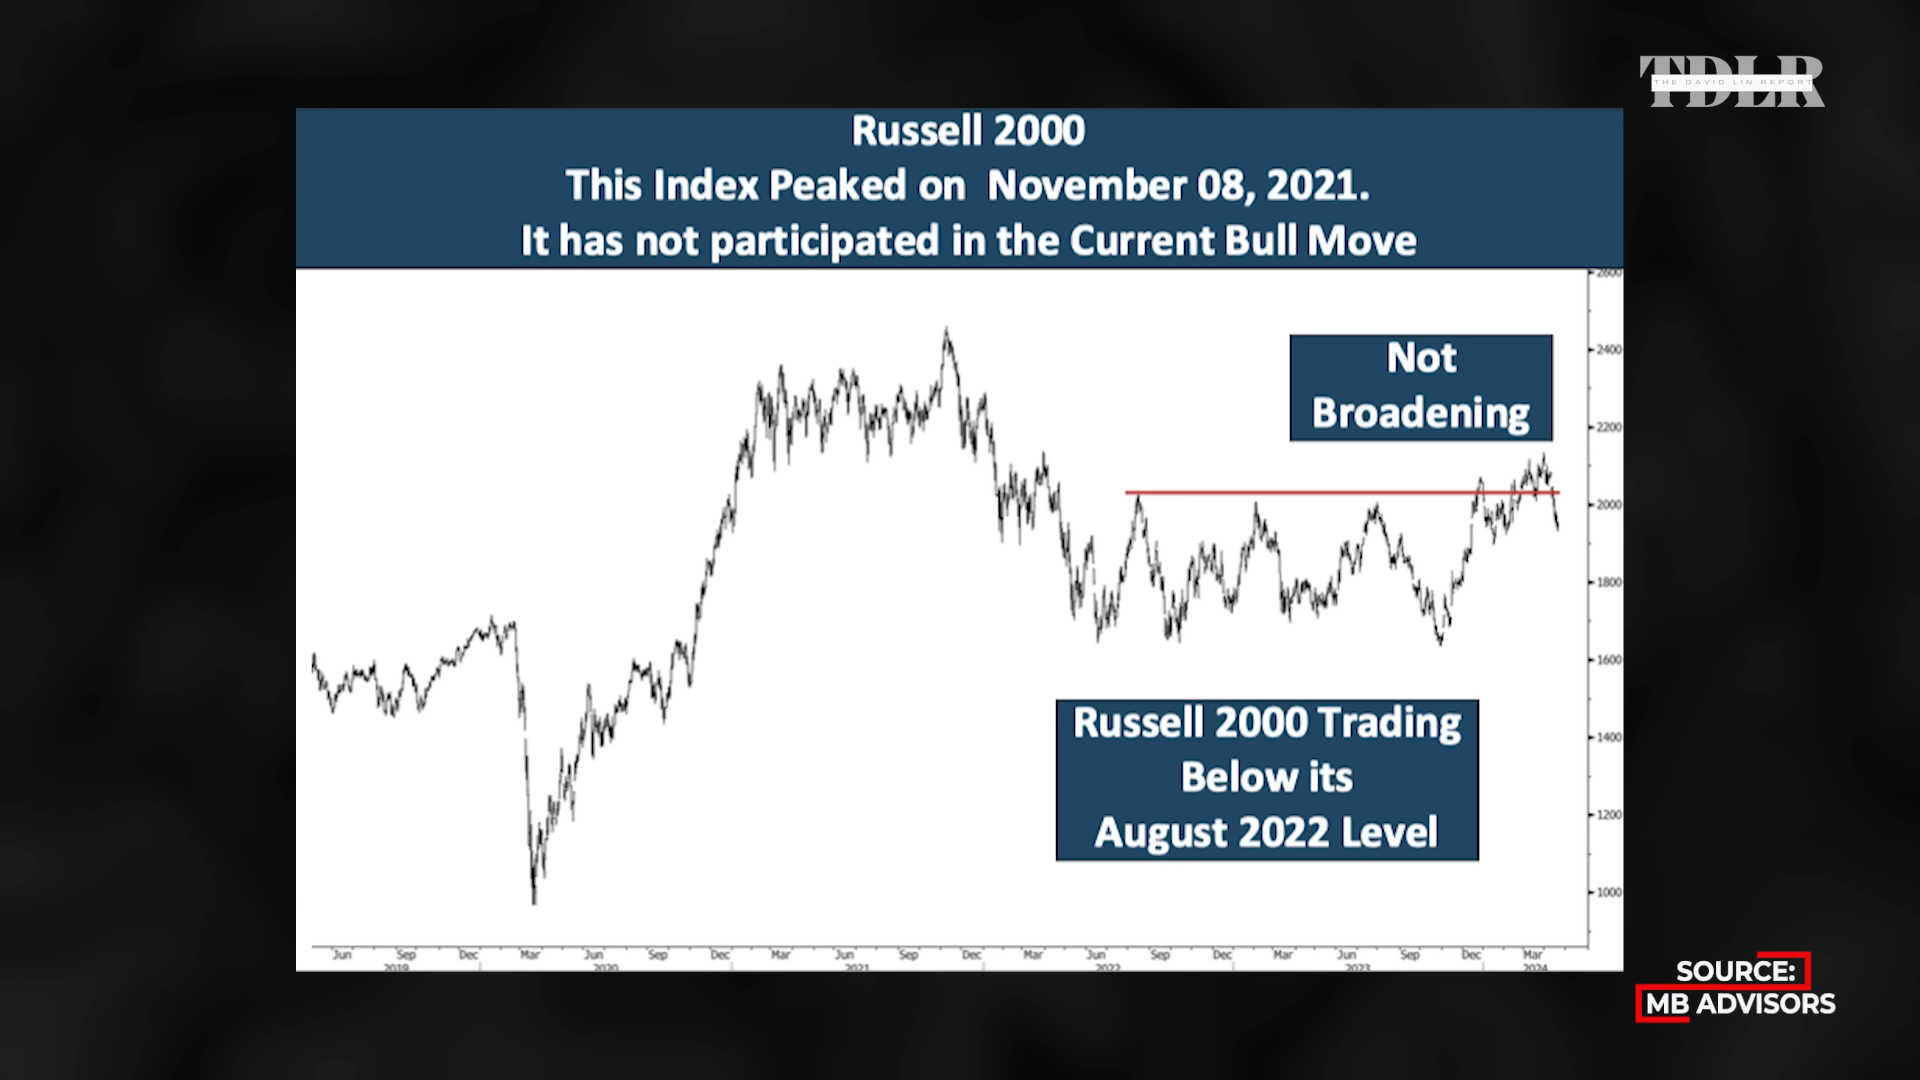 TDLR
THE DAVID LIN REPORT
Russell 2000
This Index Peaked on November 08, 2021.
It has not participated in the Current Bull Move
2600
Not
Broadening
2400
2200
2000
1800
1600
Russell 2000 Trading
Below its
August 2022 Level
1400
1200
1000
Jun Sep Dec Mar Jun Sep Dec Mar Jun Sep Dec Mar Jun Sep Dec Mar Jun Sep Dec Mar
2019 2020 2021 2022 2023 2024
SOURCE:
MB ADVISORS